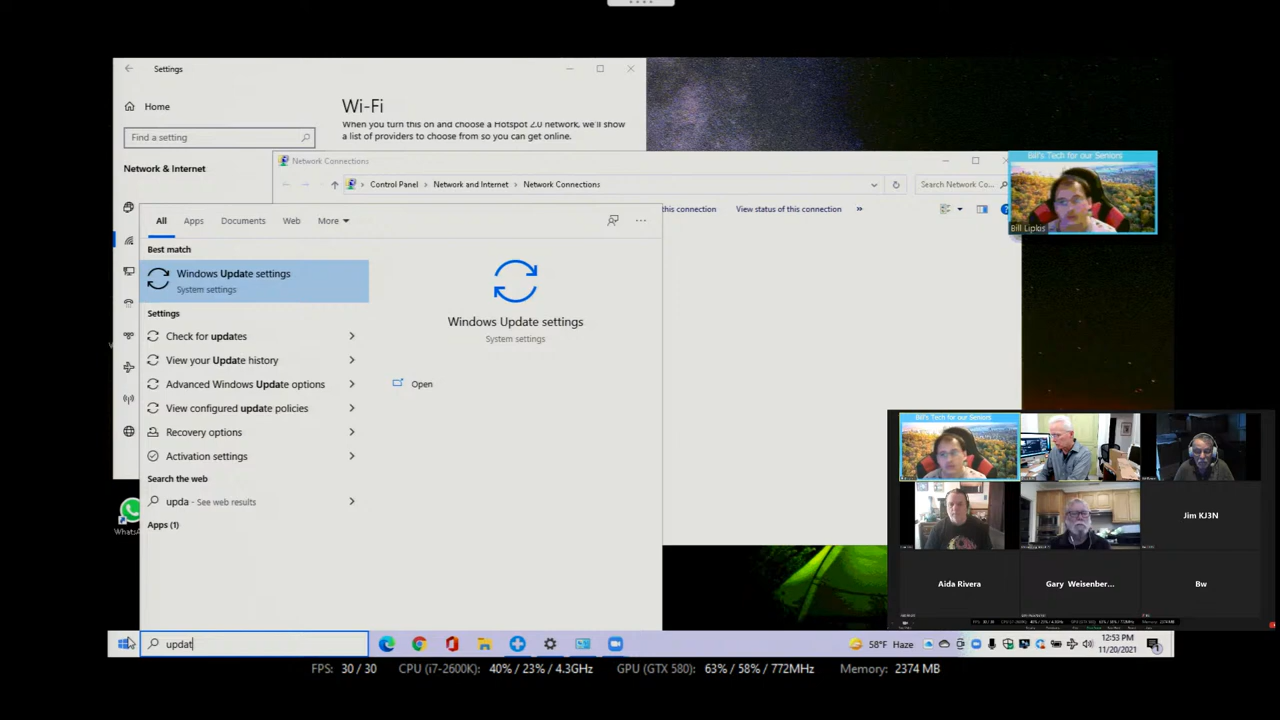 Settings
Home
Find a setting
Network & Internet
Wi-Fi
When you turn this on and choose a Hotspot 2.0 network, we'll show
a list of providers to choose from so you can get online.
Network Connections
Control Panel > Network and Internet > Network Connections
Search Network Co...
this connection
View status of this connection
»
Bill's Tech for our Seniors
Bill Lipkis
All
Apps
Documents
Web
More
Best match
Windows Update settings
System settings
Settings
Check for updates
View your Update history
Advanced Windows Update options
View configured update policies
Recovery options
Activation settings
Search the web
upda - See web results
Apps (1)
Windows Update settings
System settings
Open
Bill's Tech for our Seniors
Jim KJ3N
Aida Rivera
Gary Weisenber...
Bw
updat
58°F Haze
12:53 PM
11/20/2021
FPS: 30 / 30 CPU (i7-2600K) 40% / 23% / 4.3GHz GPU (GTX 580): 63% / 58% / 772MHz Memory: 2374 MB